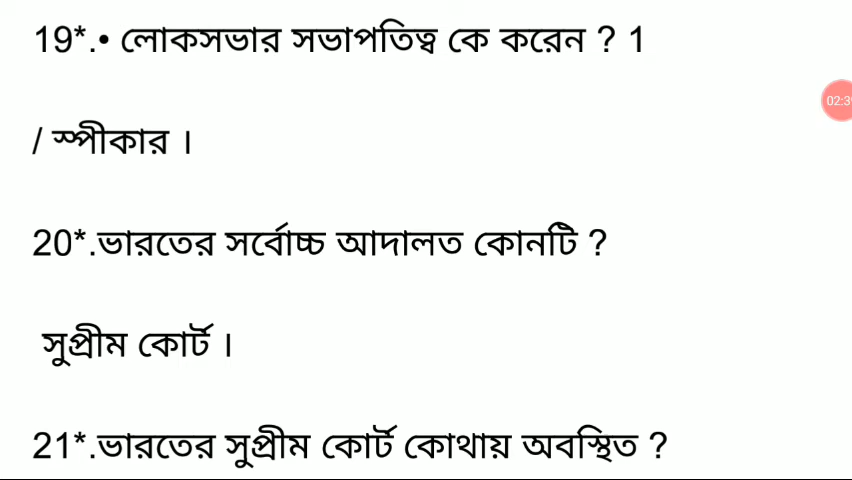 19*.• লোকসভার সভাপতিত্ব কে করেন ? 1
/ স্পীকার ।
20*.ভারতের সর্বোচ্চ আদালত কোনটি ?
সুপ্রীম কোর্ট ।
21*.ভারতের সুপ্রীম কোর্ট কোথায় অবস্থিত ?